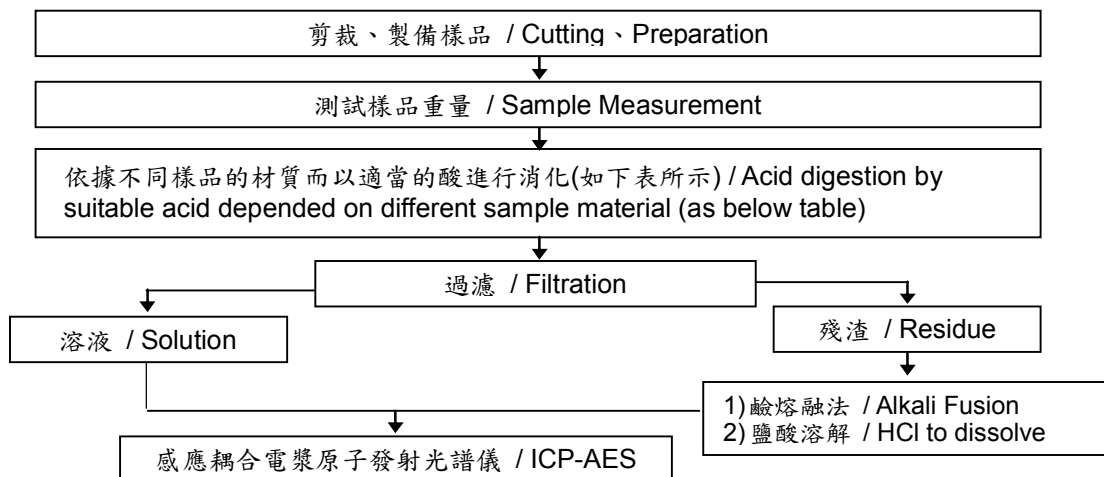 剪裁、製備樣品 / Cutting、Preparation
測試樣品重量 / Sample Measurement
依據不同樣品的材質而以適當的酸進行消化(如下表所示) / Acid digestion by
suitable acid depended on different sample material (as below table)
過濾 / Filtration
溶液 / Solution
殘渣 / Residue
1)鹼熔融法 / Alkali Fusion
2)鹽酸溶解 / HCl to dissolve
感應耦合電漿原子發射光譜儀 / ICP-AES